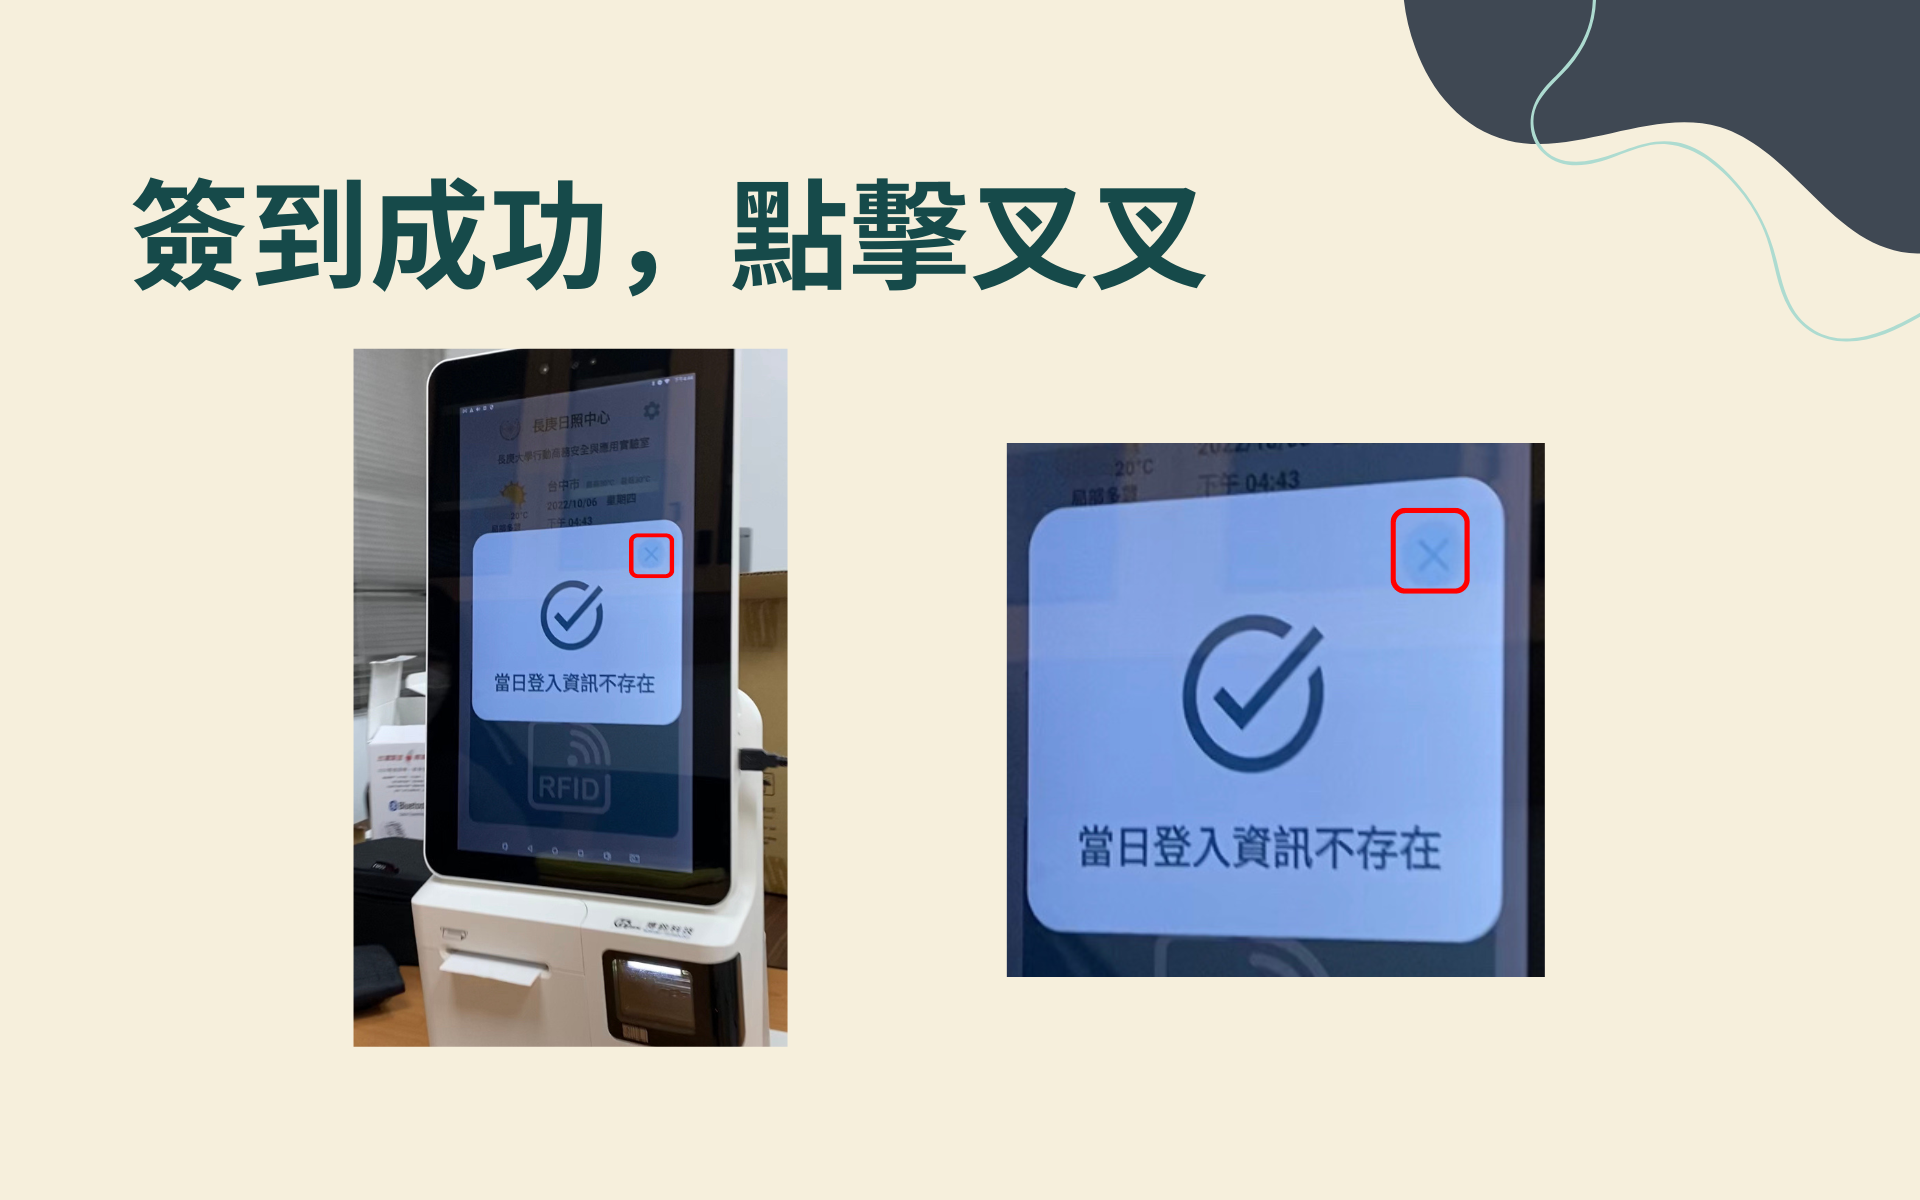 簽到成功，點擊叉叉
長庚日照中心
長庚大學行動高齡安全與應用實驗室
台中市
2022/10/06 星期四
20°C
局部多雲
下午 04:43
當日登入資訊不存在
RFID
20°C
下午 04:43
局部多雲
當日登入資訊不存在